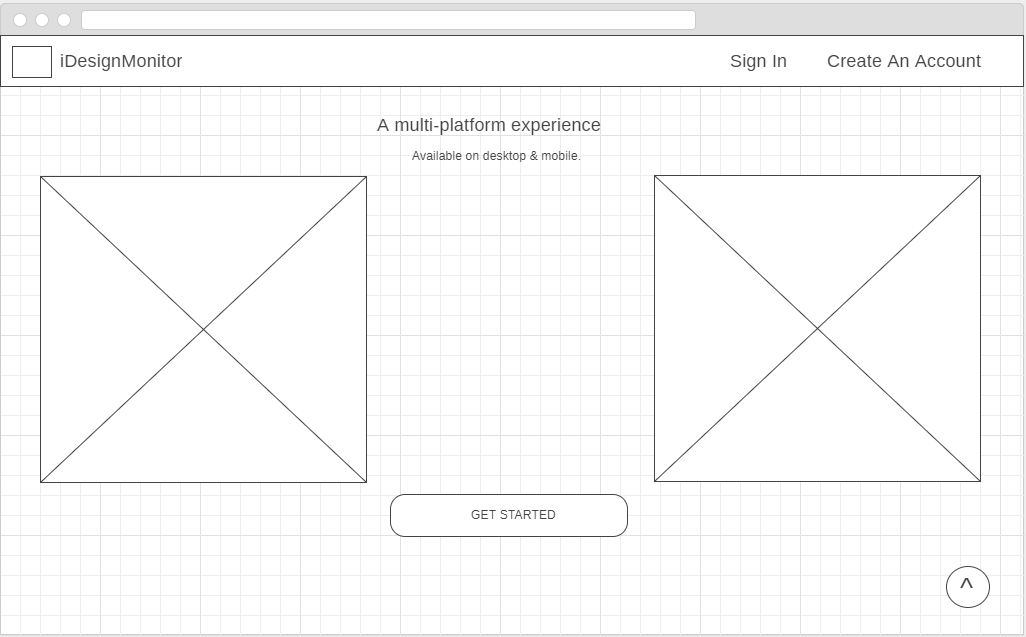 iDesignMonitor
Sign In
Create An Account
A multi-platform experience
Available on desktop & mobile.
GET STARTED
^